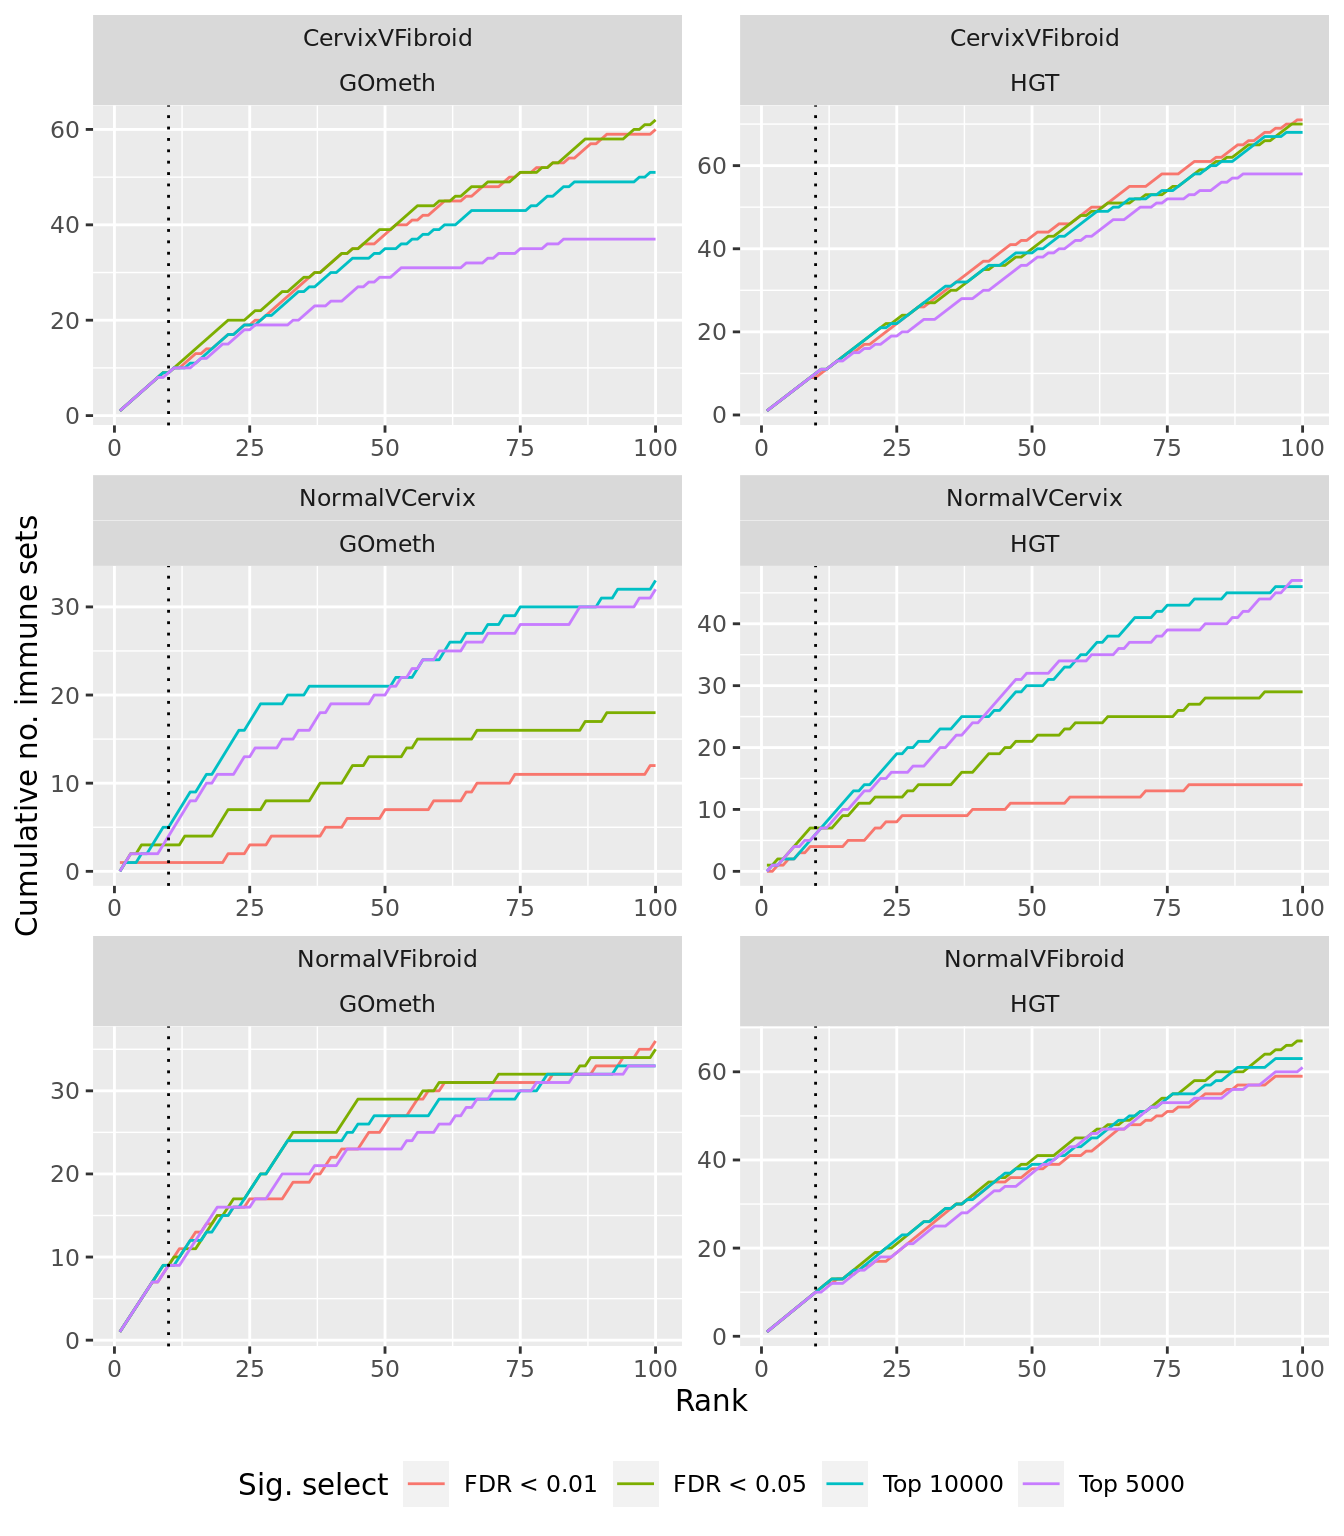 CervixVFibroid
GOmeth
CervixVFibroid
HGT
60
40
20
0
0 25 50 75 100
60
40
20
0
0 25 50 75 100
NormalVCervix
GOmeth
NormalVCervix
HGT
30
20
10
0
0 25 50 75 100
40
30
20
10
0
0 25 50 75 100
NormalVFibroid
GOmeth
NormalVFibroid
HGT
30
20
10
0
0 25 50 75 100
60
40
20
0
0 25 50 75 100
Cumulative no. immune sets
Rank
Sig. select FDR < 0.01 FDR < 0.05 Top 10000 Top 5000